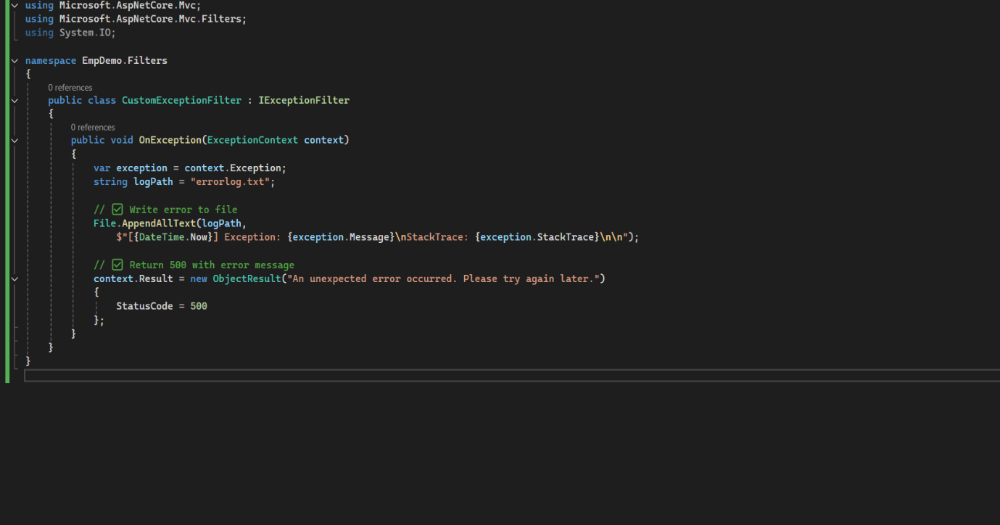 using Microsoft.AspNetCore.Mvc;
using Microsoft.AspNetCore.Mvc.Filters;
using System.IO;
namespace EmpDemo.Filters
{
0 references
public class CustomExceptionFilter : IExceptionFilter
{
0 references
public void OnException(ExceptionContext context)
{
var exception = context.Exception;
string logPath = "errorlog.txt";
// ✅ Write error to file
File.AppendAllText(logPath,
$"[{DateTime.Now}] Exception: {exception.Message}\nStackTrace: {exception.StackTrace}\n\n");
// ✅ Return 500 with error message
context.Result = new ObjectResult("An unexpected error occurred. Please try again later.")
{
StatusCode = 500
};
}
}
}